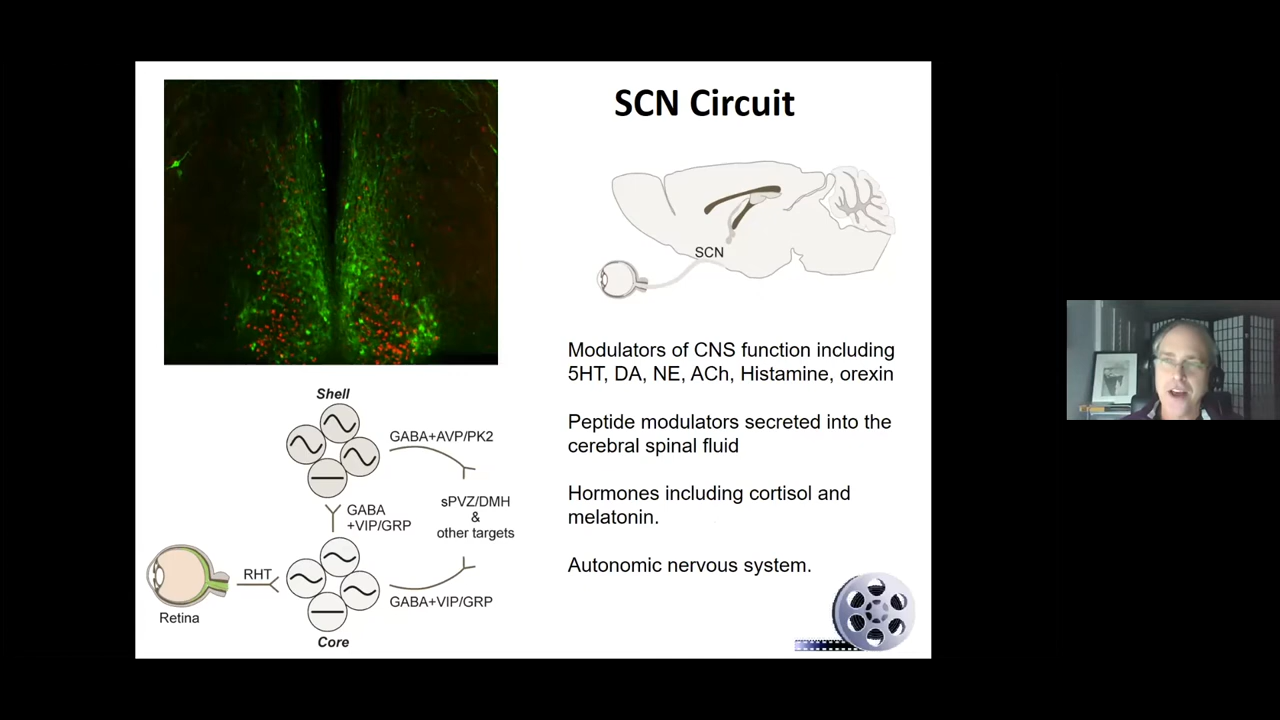 SCN Circuit
SCN
Modulators of CNS function including
5HT, DA, NE, ACh, Histamine, orexin
Peptide modulators secreted into the
cerebral spinal fluid
Hormones including cortisol and
melatonin.
Autonomic nervous system.
Shell
GABA+AVP/PK2
GABA
+VIP/GRP
sPVZ/DMH
&
other targets
RHT
Retina
GABA+VIP/GRP
Core